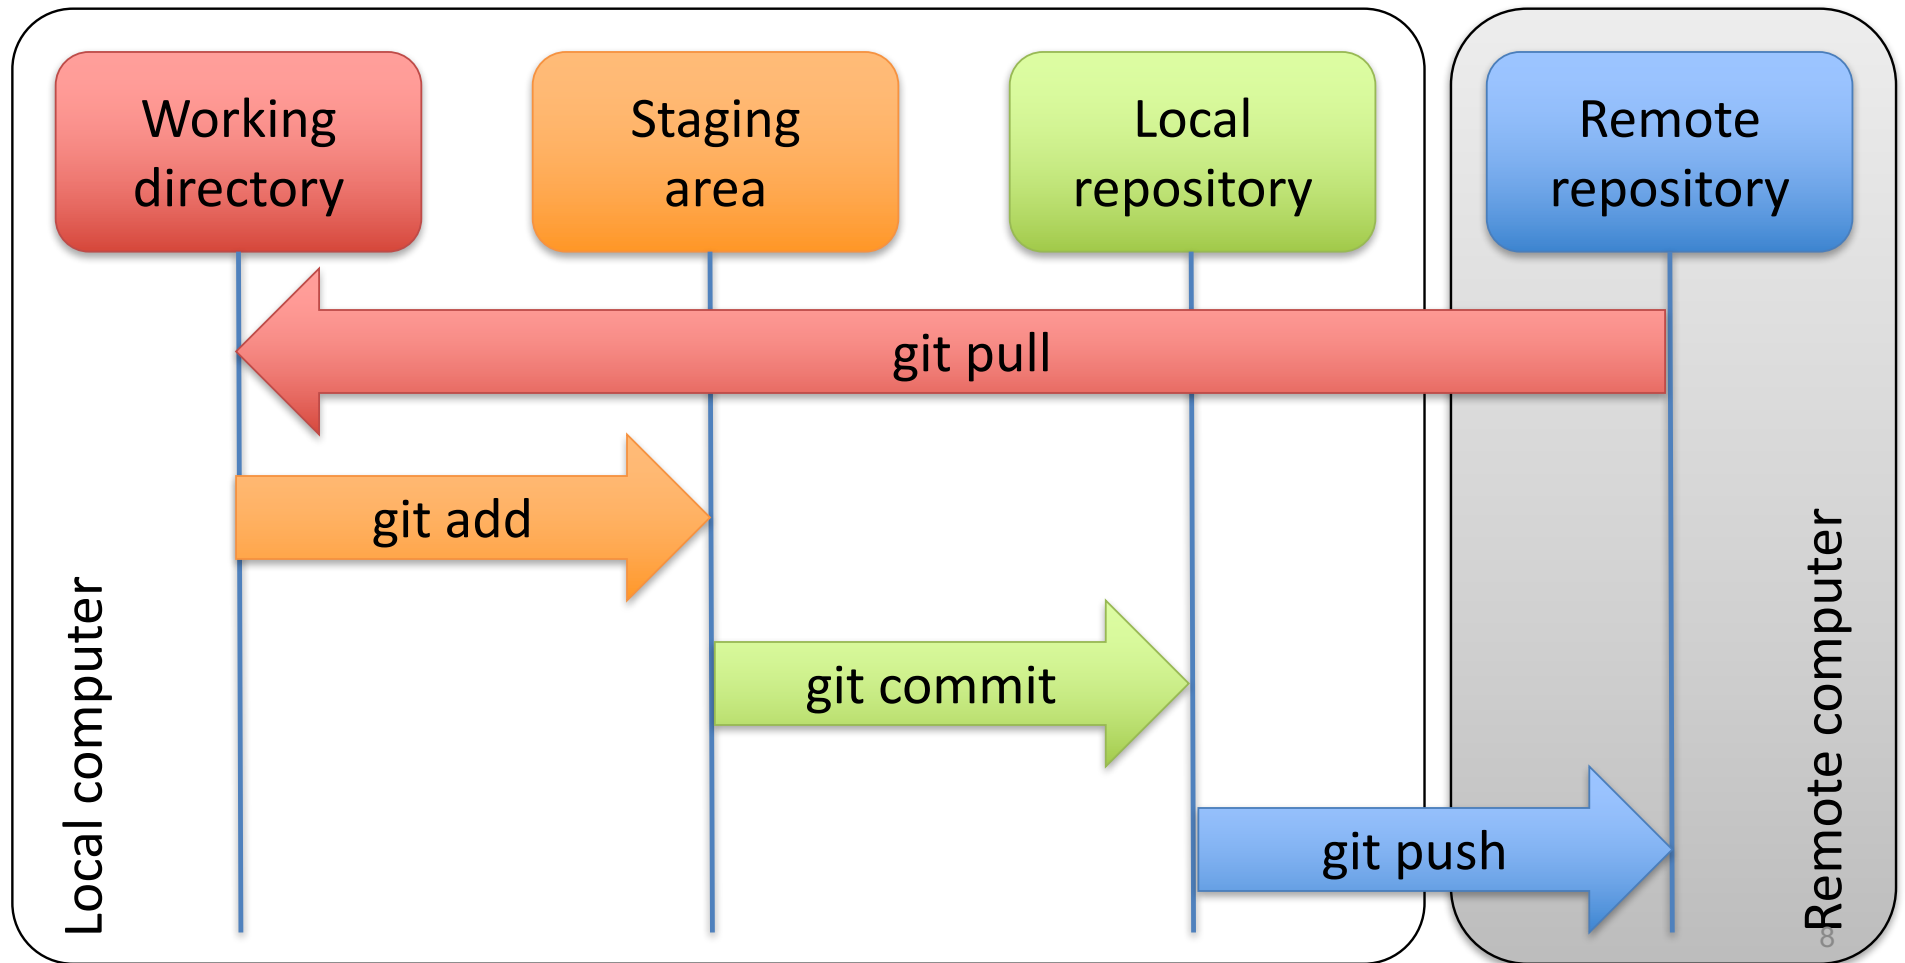 Working
directory
Staging
area
Local
repository
Remote
repository
git pull
git add
git commit
git push
Local computer
Remote computer
8